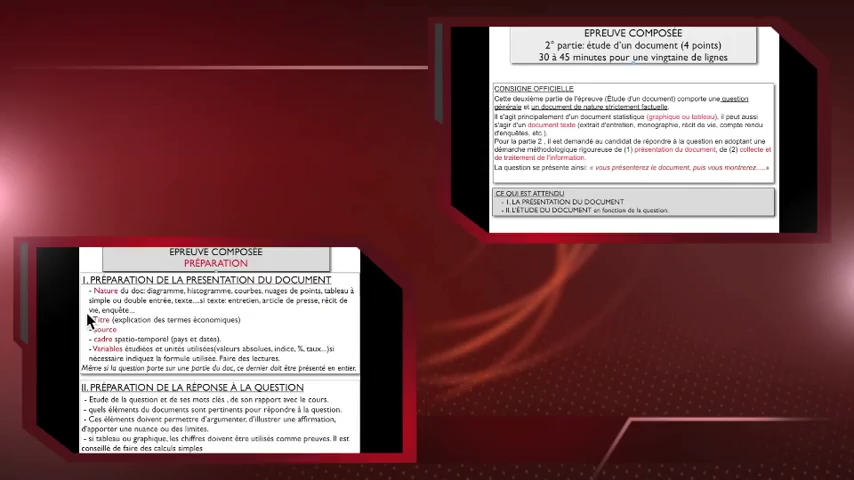 EPREUVE COMPOSÉE
2° partie: étude d'un document (4 points)
30 à 45 minutes pour une vingtaine de lignes
CONSIGNE OFFICIELLE
Cette deuxième partie de l'épreuve (Étude d'un document) comporte une question
générale et un document de nature strictement factuelle.
Il s'agit principalement d'un document statistique (graphique ou tableau), il peut aussi
s'agir d'un document texte (extrait d'entretien, monographie, récit de vie, compte rendu
d'enquêtes, etc.).
Pour la partie 2 , il est demandé au candidat de répondre à la question en adoptant une
démarche méthodologique rigoureuse de (1) présentation du document, de (2) collecte et
de traitement de l'information.
La question se présente ainsi: « vous présenterez le document, puis vous montrerez.....»
CE QUI EST ATTENDU
- I. LA PRÉSENTATION DU DOCUMENT
- II. L'ÉTUDE DU DOCUMENT en fonction de la question.
EPREUVE COMPOSÉE
PRÉPARATION
I. PRÉPARATION DE LA PRESENTATION DU DOCUMENT
- Nature du doc: diagramme, histogramme, courbes, nuages de points, tableau à
simple ou double entrée, texte....si texte: entretien, article de presse, récit de
vie, enquête...
Titre (explication des termes économiques)
- source
- cadre spatio-temporel (pays et dates).
- Variables étudiées et unités utilisées(valeurs absolues, indice, %, taux...)si
nécessaire indiquez la formule utilisée. Faire des lectures.
Même si la question porte sur une partie du doc, ce dernier doit être présenté en entier.
II. PRÉPARATION DE LA RÉPONSE À LA QUESTION
- Etude de la question et de ses mots clés , de son rapport avec le cours.
- quels éléments du documents sont pertinents pour répondre à la question.
- Ces éléments doivent permettre d'argumenter, d'illustrer une affirmation,
d'apporter une nuance ou des limites.
- si tableau ou graphique, les chiffres doivent être utilisés comme preuves. Il est
conseillé de faire des calculs simples